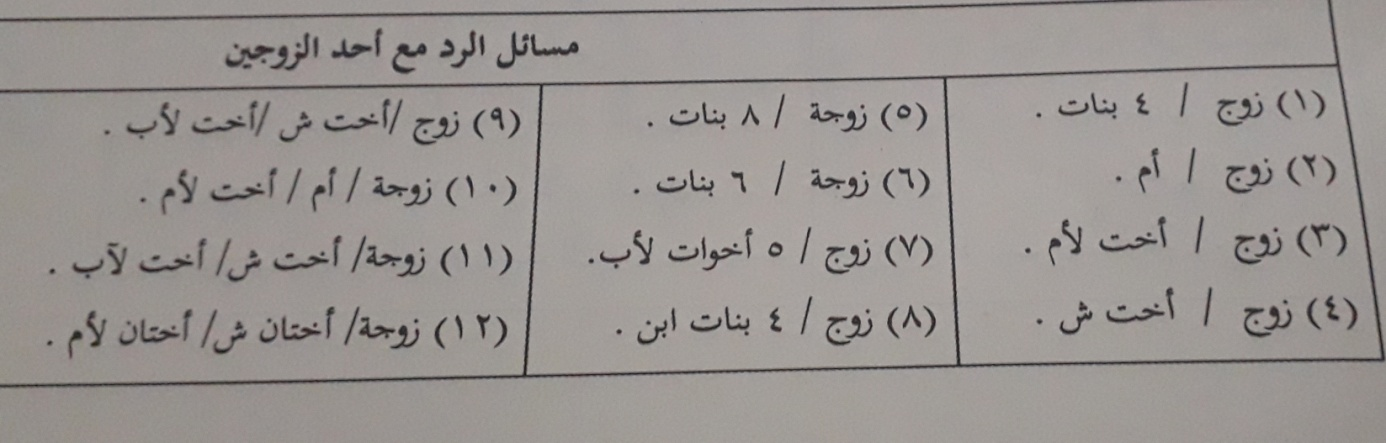 مسائل الرد مع أحد الزوجين
(١) زوج / ٤ بنات .
(٢) زوج / أم .
(٣) زوج / أخت لأم .
(٤) زوج / أخت ش .
(٥) زوجة / ٨ بنات .
(٦) زوجة / ٦ بنات .
(٧) زوج / ٥ أخوات لأب.
(٨) زوج / ٤ بنات ابن .
(٩) زوج /أخت ش /أخت لأب .
(١٠) زوجة / أم / أخت لأم .
(١١) زوجة/ أخت ش/ أخت لآب .
(١٢) زوجة/ أختان ش/ أختان لأم .